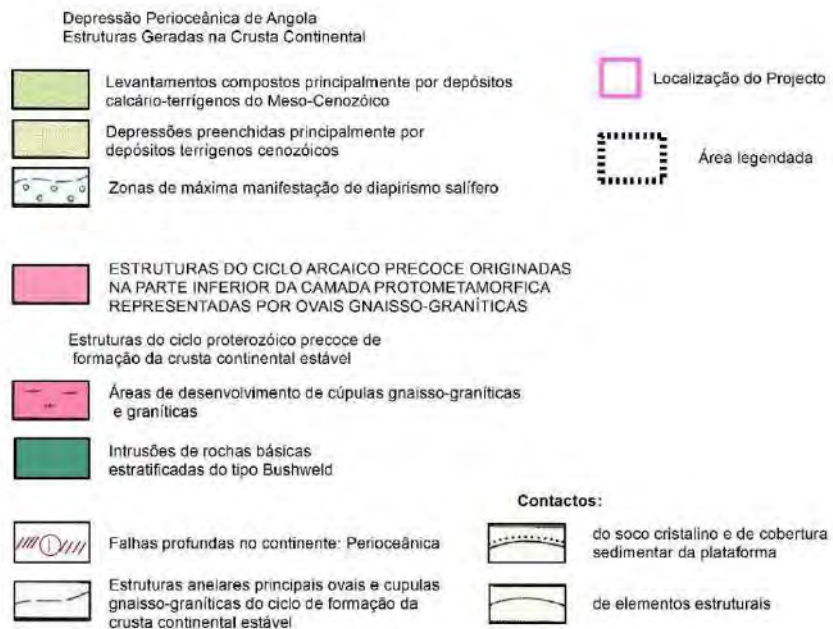 Depressão Perioceânica de Angola
Estruturas Geradas na Crusta Continental
Levantamentos compostos principalmente por depósitos
calcário-terrígenos do Meso-Cenozóico
Depressões preenchidas principalmente por
depósitos terrígenos cenozóicos
Zonas de máxima manifestação de diapirismo salífero
ESTRUTURAS DO CICLO ARCAICO PRECOCE ORIGINADAS
NA PARTE INFERIOR DA CAMADA PROTOMETAMORFICA
REPRESENTADAS POR OVAIS GNAISSO-GRANÍTICAS
Estruturas do ciclo proterozóico precoce de
formação da crusta continental estável
Áreas de desenvolvimento de cúpulas gnaisso-graníticas
e graníticas
Intrusões de rochas básicas
estratificadas do tipo Bushweld
Falhas profundas no continente: Perioceânica
Estruturas anelares principais ovais e cupulas
gnaisso-graníticas do ciclo de formação da
crusta continental estável
Localização do Projecto
Área legendada
Contactos:
do soco cristalino e de cobertura
sedimentar da plataforma
de elementos estruturais